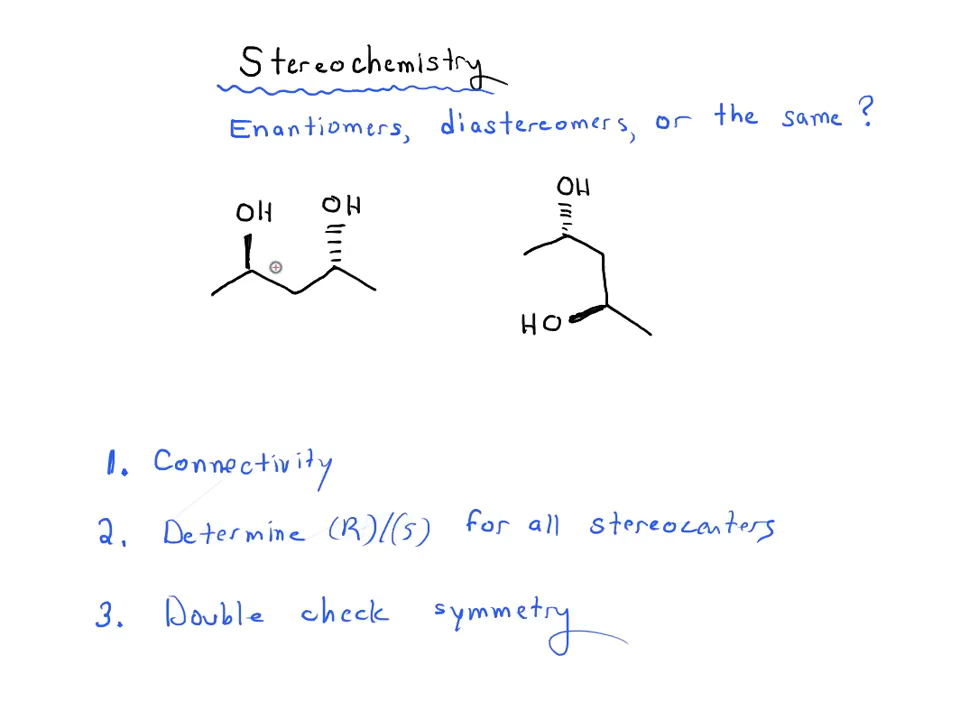 Stereochemistry
Enantiomers, diastereomers, or the same?
OH OH OH
HO
1. Connectivity
2. Determine (R)/(S) for all stereocenters
3. Double check symmetry